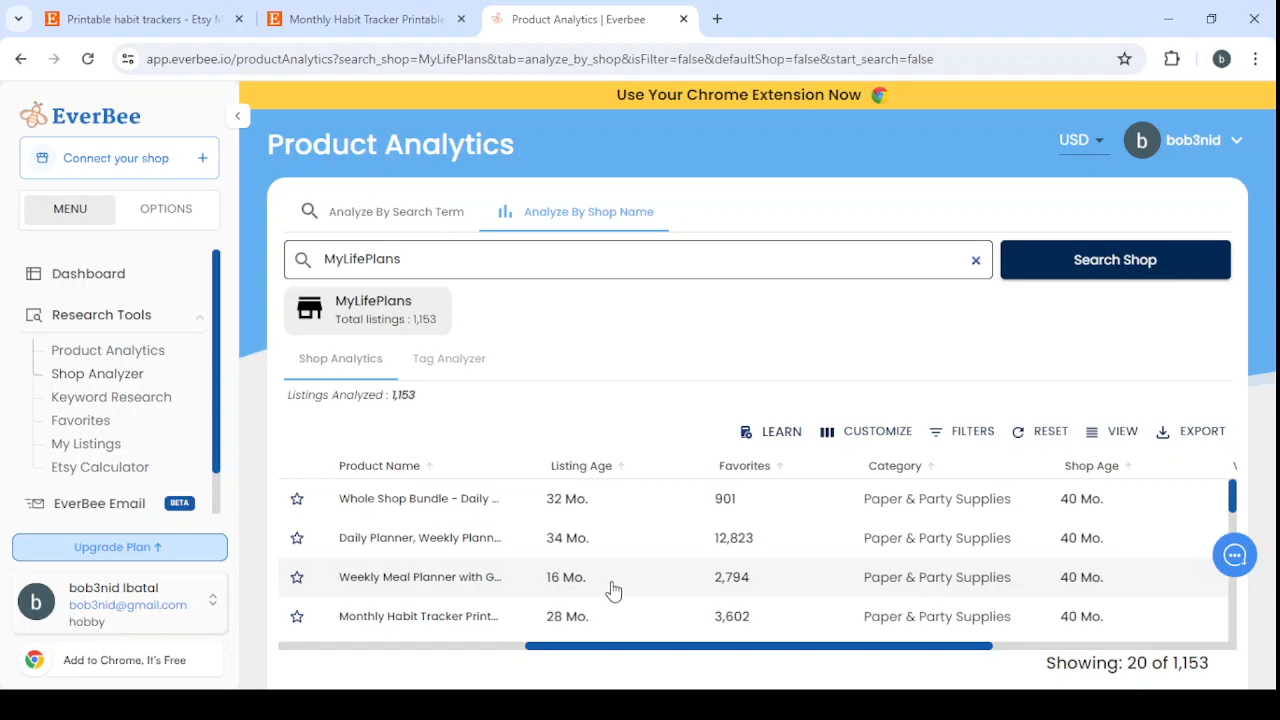 Printable habit trackers - Etsy M
Monthly Habit Tracker Printable
Product Analytics | Everbee
app.everbee.io/productAnalytics?search_shop=MyLifePlans&tab=analyze_by_shop&isFilter=false&defaultShop=false&start_search=false
b
Use Your Chrome Extension Now
EverBee
Connect your shop +
MENU OPTIONS
Dashboard
Research Tools
Product Analytics
Shop Analyzer
Keyword Research
Favorites
My Listings
Etsy Calculator
EverBee Email BETA
Upgrade Plan ↑
b
bob3nid lbatal
bob3nid@gmail.com
hobby
Add to Chrome, It's Free
Product Analytics
USD b bob3nid
Analyze By Search Term Analyze By Shop Name
MyLifePlans
Search Shop
MyLifePlans
Total listings : 1,153
Shop Analytics Tag Analyzer
Listings Analyzed : 1,153
LEARN CUSTOMIZE FILTERS RESET VIEW EXPORT
Product Name Listing Age Favorites Category Shop Age
Whole Shop Bundle - Daily ... 32 Mo. 901 Paper & Party Supplies 40 Mo.
Daily Planner, Weekly Plann... 34 Mo. 12,823 Paper & Party Supplies 40 Mo.
Weekly Meal Planner with G... 16 Mo. 2,794 Paper & Party Supplies 40 Mo.
Monthly Habit Tracker Print... 28 Mo. 3,602 Paper & Party Supplies 40 Mo.
Showing: 20 of 1,153